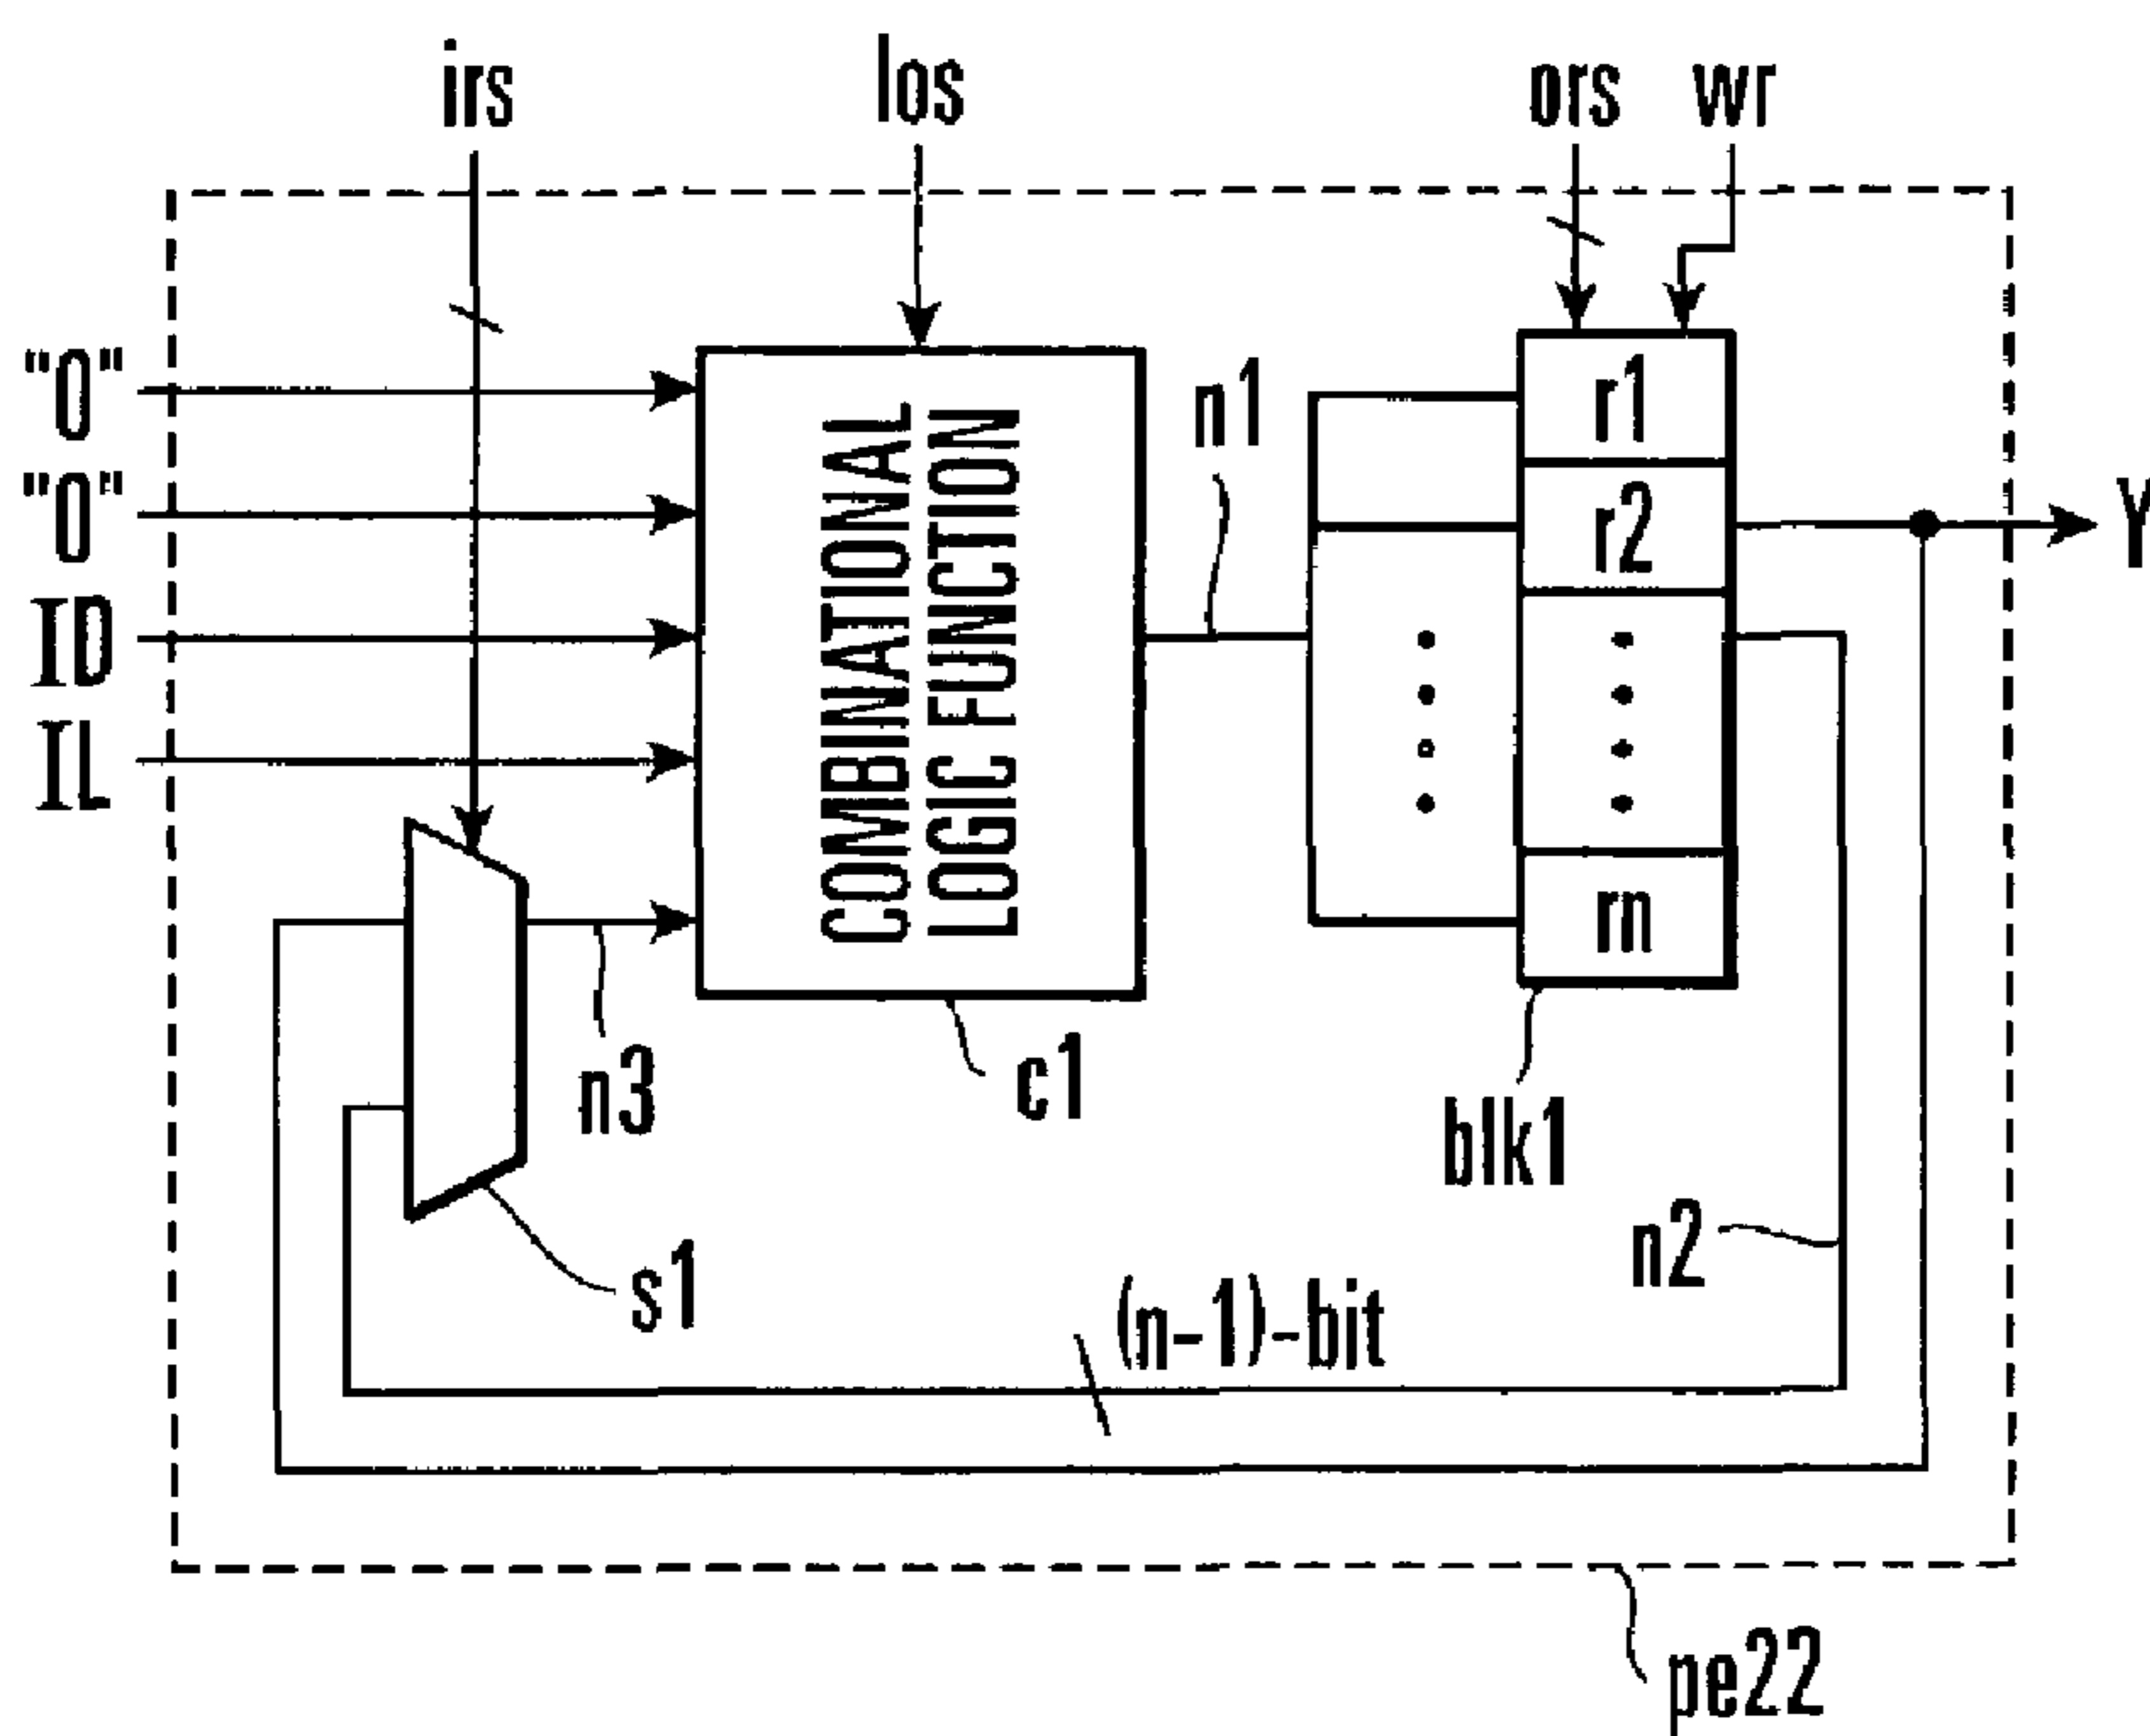 irs
los
ors
wr
"0"
"0"
ID
IL
COMBINATIONAL
LOGIC FUNCTION
n1
r1
r2
rn
Y
n3
c1
blk1
n2
s1
(n-1)-bit
pe22